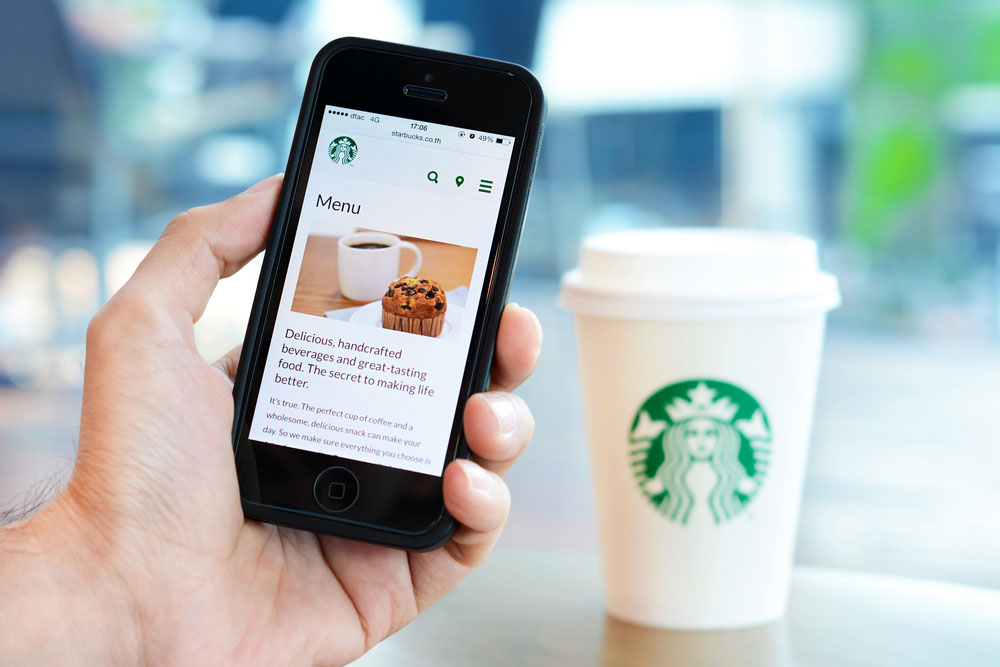 dtac 4G 17:06 49%
starbucks.co.th
Menu
Delicious, handcrafted
beverages and great-tasting
food. The secret to making life
better.
It's true. The perfect cup of coffee and a
wholesome, delicious snack can make your
day. So we make sure everything you choose is